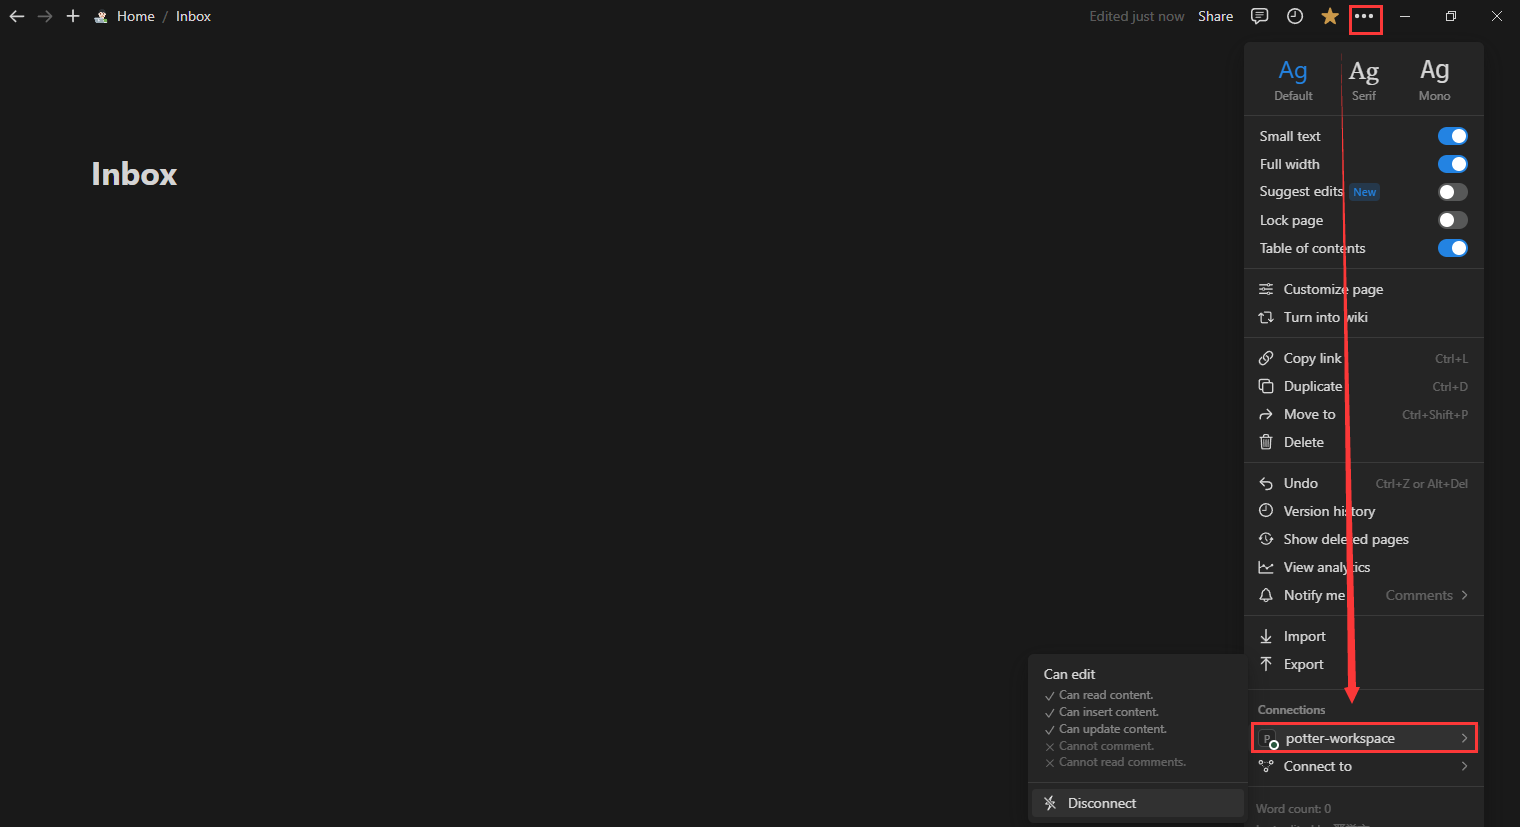 Home / Inbox
Edited just now Share
Inbox
Ag Ag Ag
Default Serif Mono
Small text
Full width
Suggest edits New
Lock page
Table of contents
Customize page
Turn into wiki
Copy link Ctrl+L
Duplicate Ctrl+D
Move to Ctrl+Shift+P
Delete
Undo Ctrl+Z or Alt+Del
Version history
Show deleted pages
View analytics
Notify me Comments
Import
Export
Connections
P potter-workspace
Connect to
Word count: 0
Can edit
Can read content.
Can insert content.
Can update content.
Cannot comment.
Cannot read comments.
Disconnect